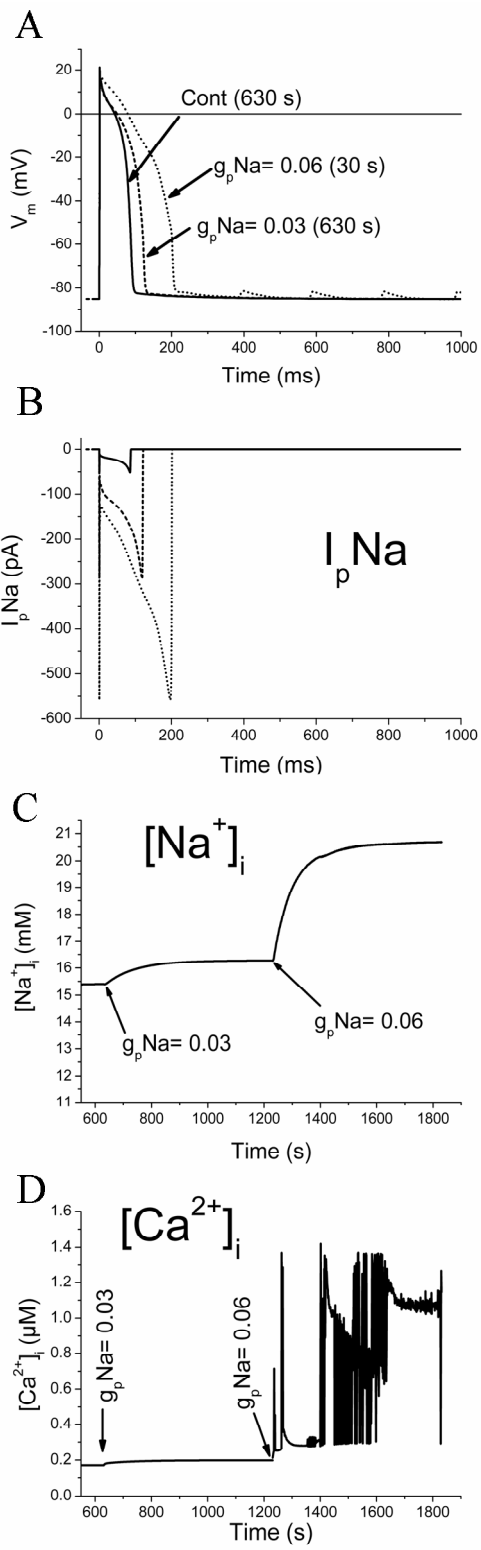 A
20
0
-20
-40
-60
-80
-100
Vm (mV)
Cont (630 s)
gpNa= 0.06 (30 s)
gpNa= 0.03 (630 s)
0 200 400 600 800 1000
Time (ms)
B
0
-100
-200
-300
-400
-500
-600
IpNa (pA)
IpNa
0 200 400 600 800 1000
Time (ms)
C
21
20
19
18
17
16
15
14
13
12
11
[Na+]i (mM)
[Na+]i
gpNa= 0.03
gpNa= 0.06
600 800 1000 1200 1400 1600 1800
Time (s)
D
1.6
1.4
1.2
1.0
0.8
0.6
0.4
0.2
0.0
[Ca2+]i (µM)
[Ca2+]i
gpNa= 0.03
gpNa= 0.06
600 800 1000 1200 1400 1600 1800
Time (s)